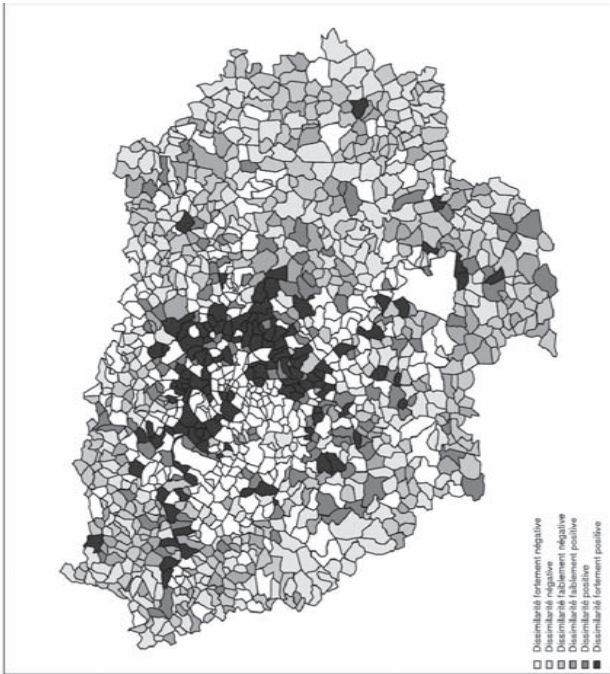 Dissimilarité fortement négative
Dissimilarité négative
Dissimilarité faiblement négative
Dissimilarité faiblement positive
Dissimilarité positive
Dissimilarité fortement positive